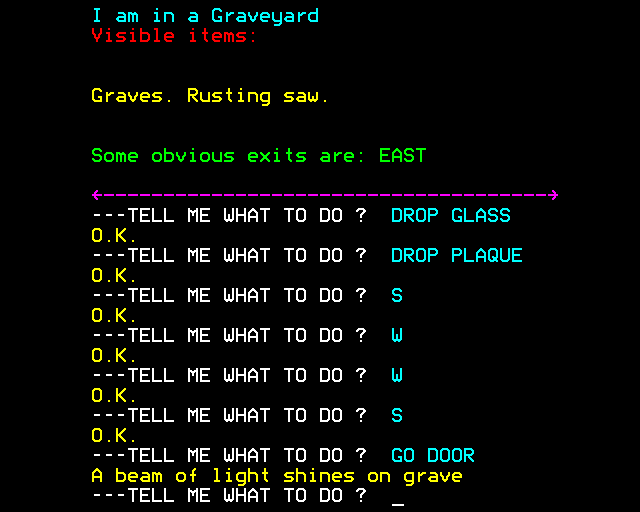 I am in a Graveyard
Visible items:
Graves. Rusting saw.
Some obvious exits are: EAST
<----------------------------------->
---TELL ME WHAT TO DO ? DROP GLASS
O.K.
---TELL ME WHAT TO DO ? DROP PLAQUE
O.K.
---TELL ME WHAT TO DO ? S
O.K.
---TELL ME WHAT TO DO ? W
O.K.
---TELL ME WHAT TO DO ? W
O.K.
---TELL ME WHAT TO DO ? S
O.K.
---TELL ME WHAT TO DO ? GO DOOR
A beam of light shines on grave
---TELL ME WHAT TO DO ? _